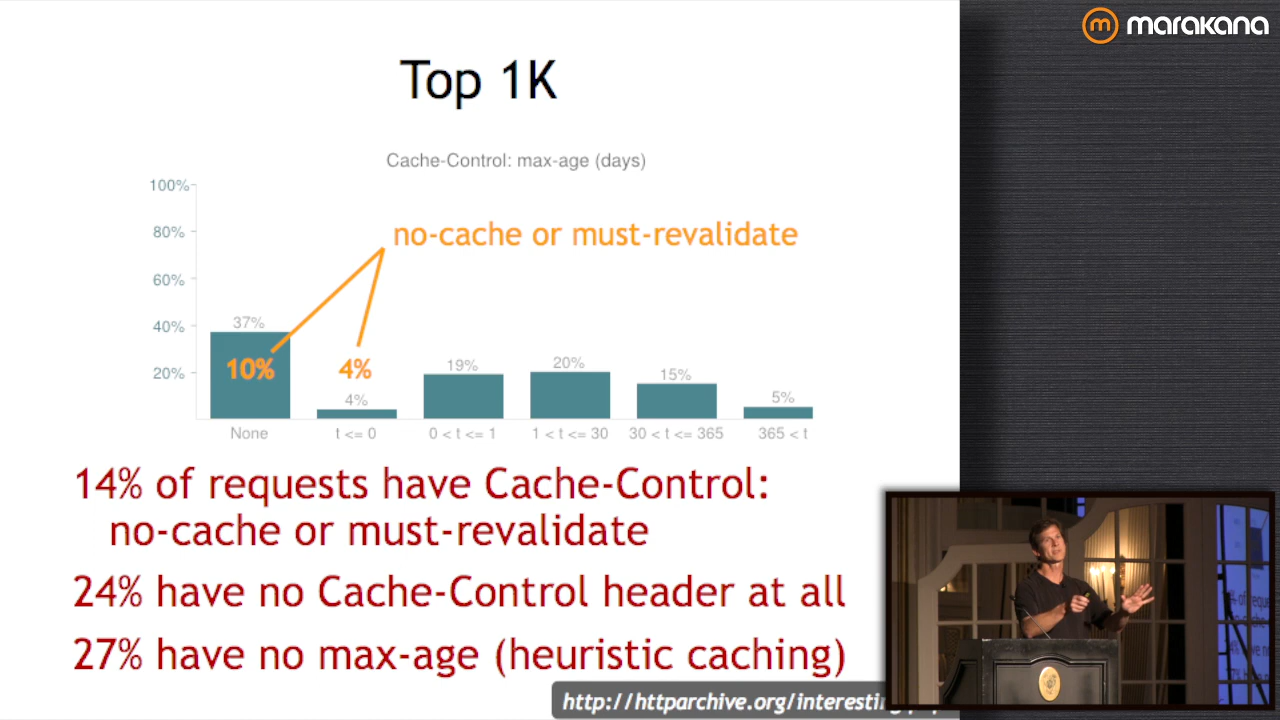 marakana
Top 1K
Cache-Control: max-age (days)
100%
80%
60%
40%
20%
no-cache or must-revalidate
37%
10%
4%
4%
19%
20%
15%
5%
None
t <= 0
0 < t <= 1
1 < t <= 30
30 < t <= 365
365 < t
14% of requests have Cache-Control:
no-cache or must-revalidate
24% have no Cache-Control header at all
27% have no max-age (heuristic caching)
http://httparchive.org/interesting